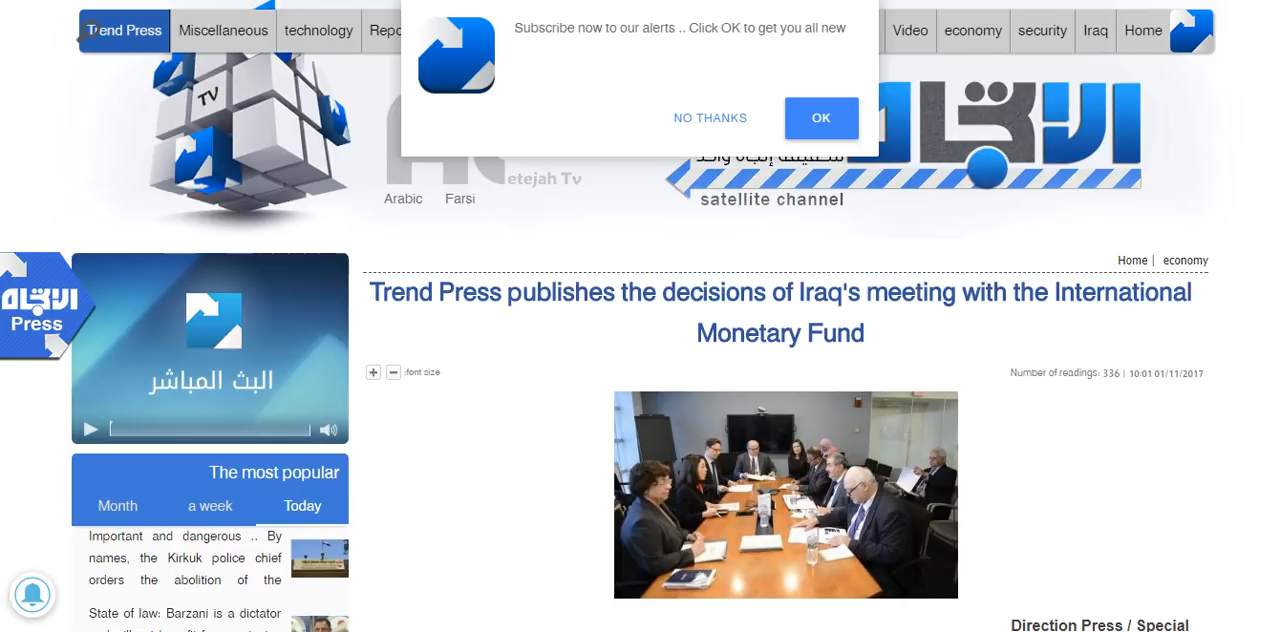 Trend Press
Miscellaneous
technology
Repo
Video
economy
security
Iraq
Home
Subscribe now to our alerts .. Click OK to get you all new
NO THANKS
OK
TV
الاتجاه
etejah Tv
Arabic
Farsi
satellite channel
Home | economy
الاتجاه
Press
البث المباشر
Trend Press publishes the decisions of Iraq's meeting with the International
Monetary Fund
:font size
Number of readings: 336 | 10:01 01/11/2017
The most popular
Month
a week
Today
Important and dangerous .. By
names, the Kirkuk police chief
orders the abolition of the
State of law: Barzani is a dictator
Direction Press / Special